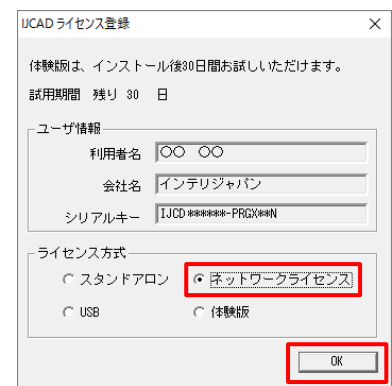 IJCAD ライセンス登録
体験版は、インストール後30日間お試しいただけます。
試用期間 残り 30 日
ユーザ情報
利用者名 〇〇 〇〇
会社名 インテリジャパン
シリアルキー IJCD******-PRGX**N
ライセンス方式
スタンドアロン ネットワークライセンス
USB 体験版
OK